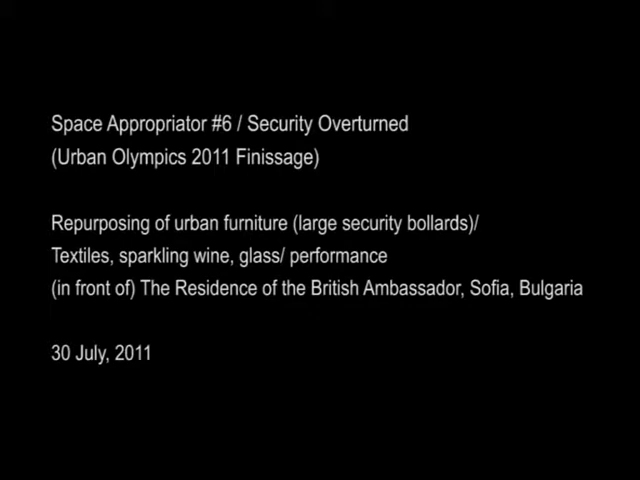 Space Appropriator #6 / Security Overturned
(Urban Olympics 2011 Finissage)
Repurposing of urban furniture (large security bollards)/
Textiles, sparkling wine, glass/ performance
(in front of) The Residence of the British Ambassador, Sofia, Bulgaria
30 July, 2011